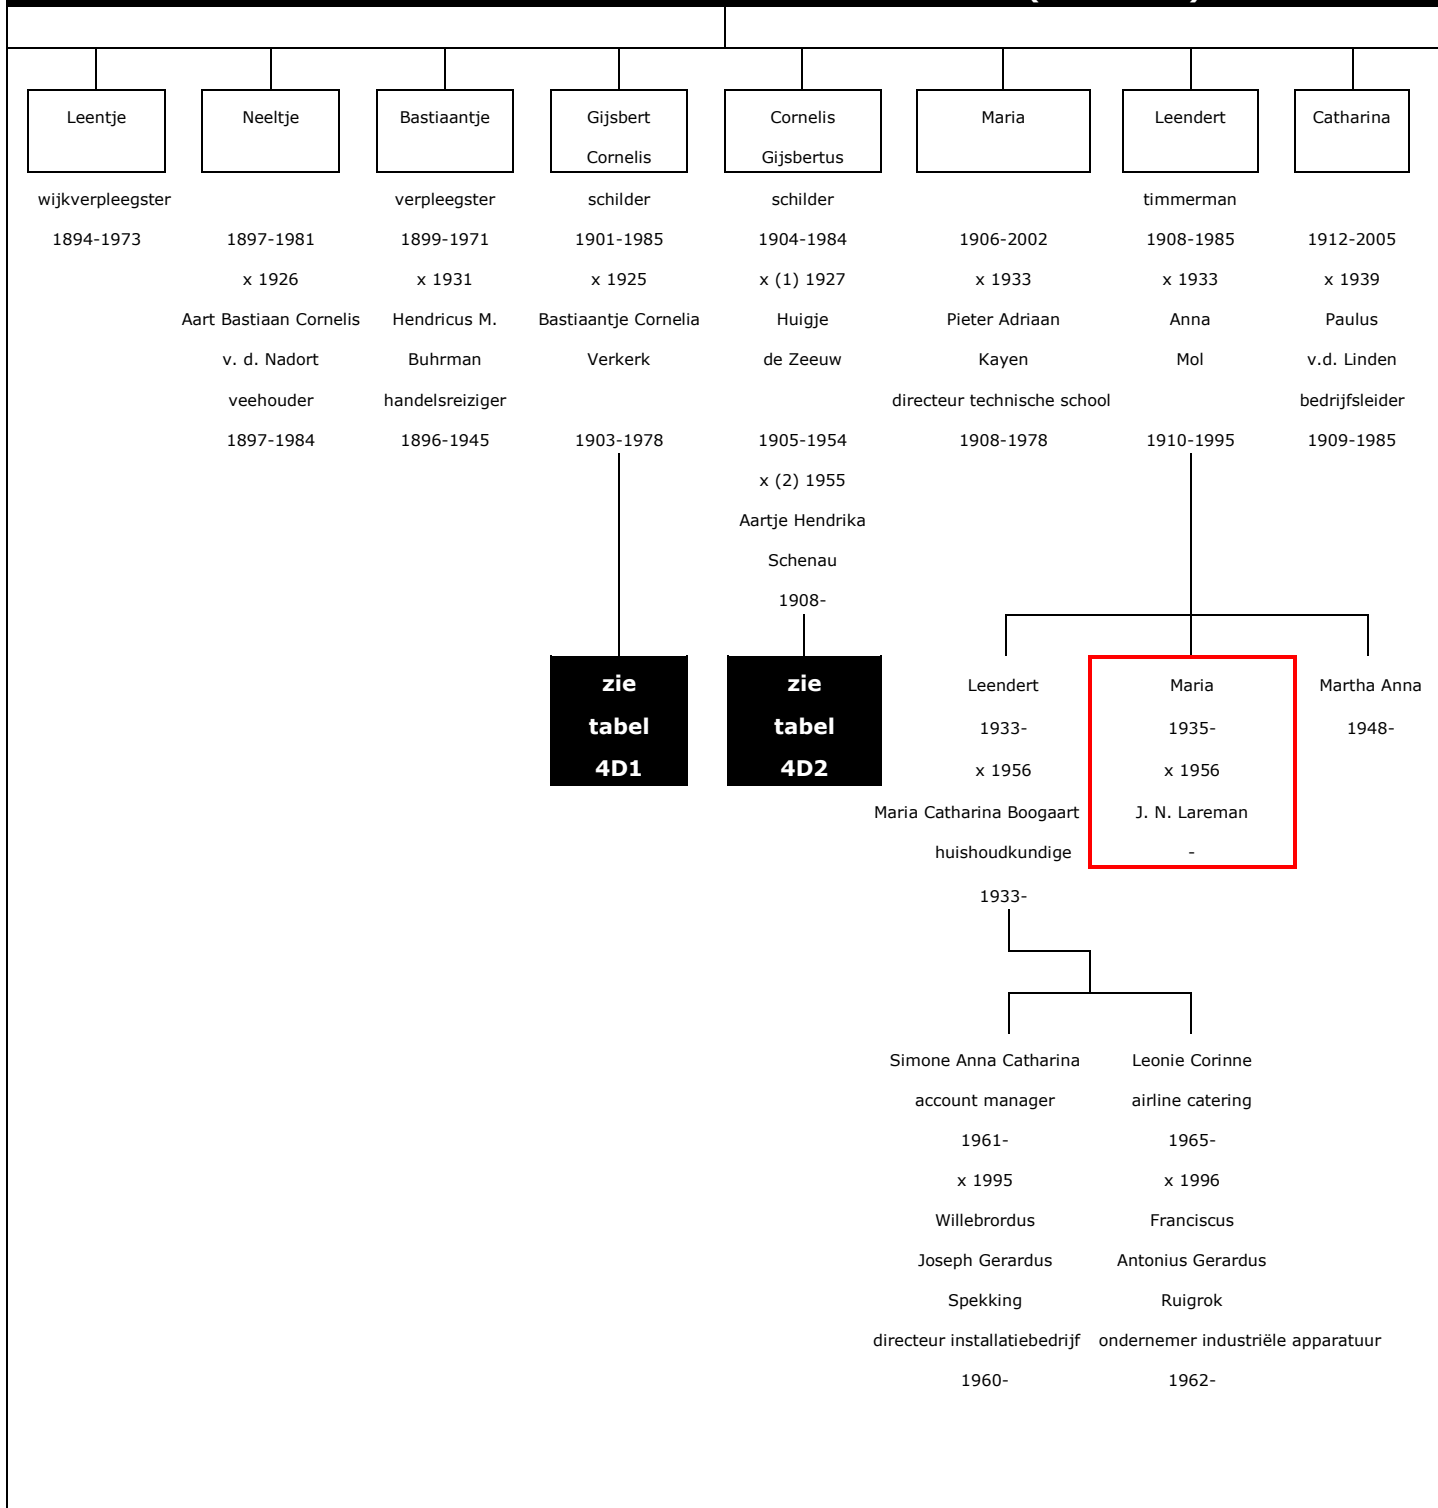 Leentje
wijkverpleegster
1894-1973
Neeltje
1897-1981
x 1926
Aart Bastiaan Cornelis
v. d. Nadort
veehouder
1897-1984
Bastiaantje
verpleegster
1899-1971
x 1931
Hendricus M.
Buhrman
handelsreiziger
1896-1945
Gijsbert
Cornelis
schilder
1901-1985
x 1925
Bastiaantje Cornelia
Verkerk
1903-1978
zie
tabel
4D1
Cornelis
Gijsbertus
schilder
1904-1984
x (1) 1927
Huigje
de Zeeuw
1905-1954
x (2) 1955
Aartje Hendrika
Schenau
1908-
zie
tabel
4D2
Maria
1906-2002
x 1933
Pieter Adriaan
Kayen
directeur technische school
1908-1978
Leendert
timmerman
1908-1985
x 1933
Anna
Mol
1910-1995
Catharina
1912-2005
x 1939
Paulus
v.d. Linden
bedrijfsleider
1909-1985
Leendert
1933-
x 1956
Maria Catharina Boogaart
huishoudkundige
1933-
Maria
1935-
x 1956
J. N. Lareman
-
Martha Anna
1948-
Simone Anna Catharina
account manager
1961-
x 1995
Willebrordus
Joseph Gerardus
Spekking
directeur installatiebedrijf
1960-
Leonie Corinne
airline catering
1965-
x 1996
Franciscus
Antonius Gerardus
Ruigrok
ondernemer industriële apparatuur
1962-